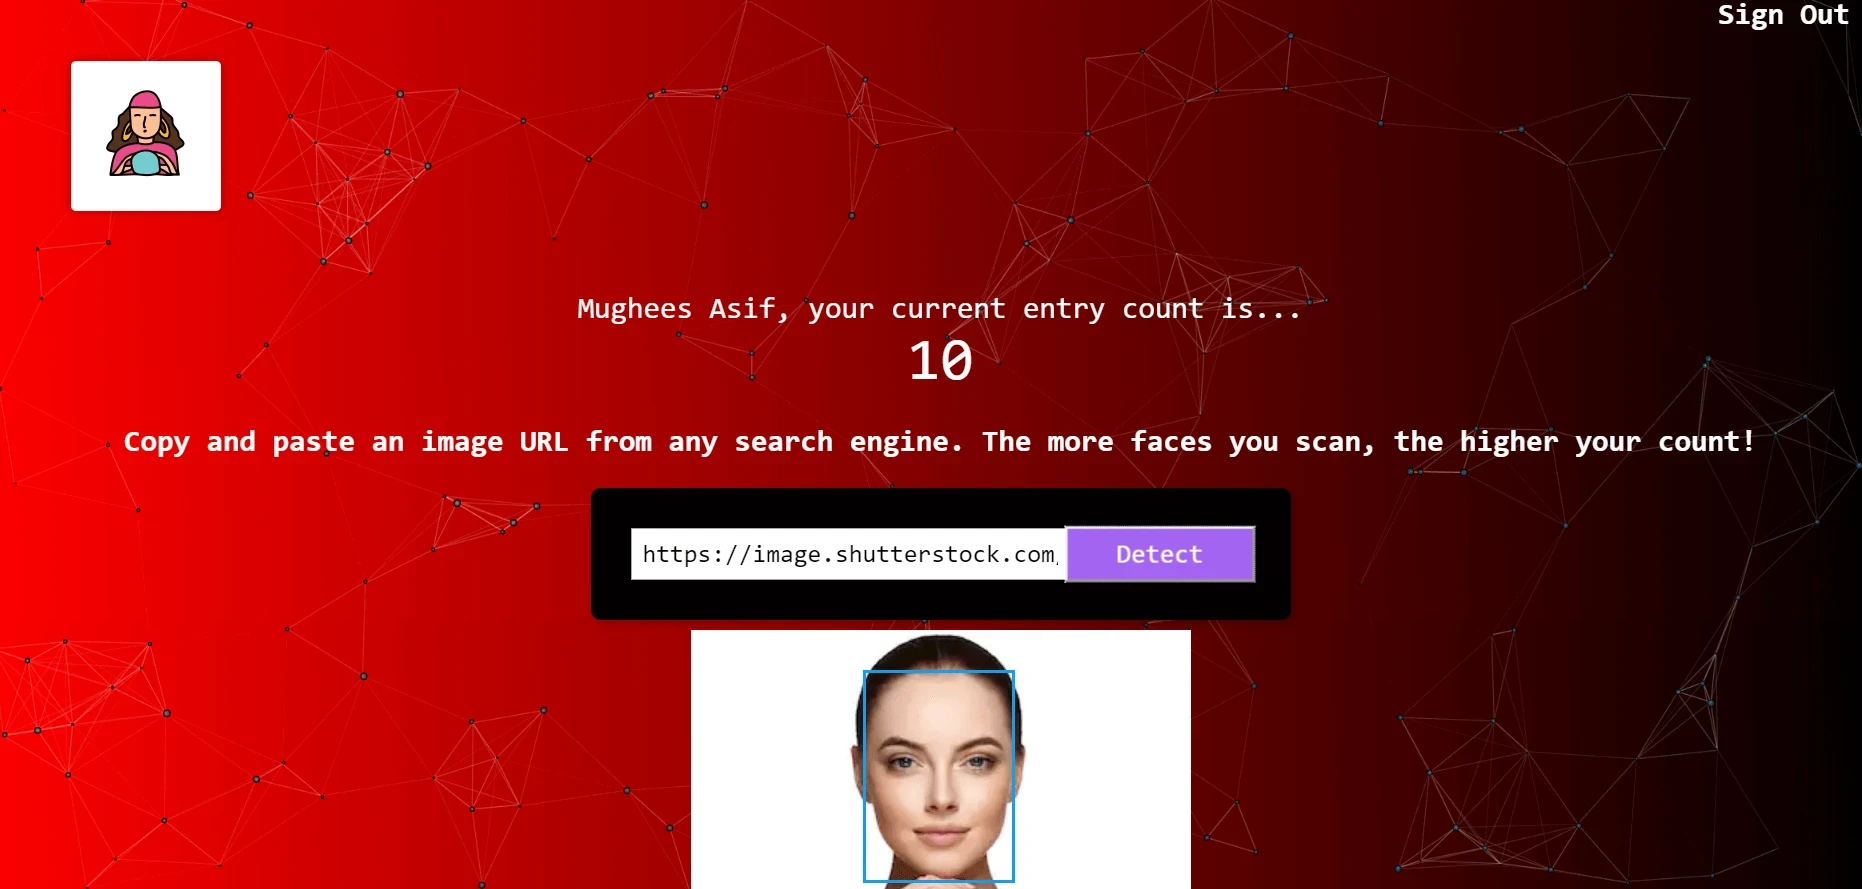 Sign Out
Mughees Asif, your current entry count is...
10
Copy and paste an image URL from any search engine. The more faces you scan, the higher your count!
https://image.shutterstock.com/
Detect